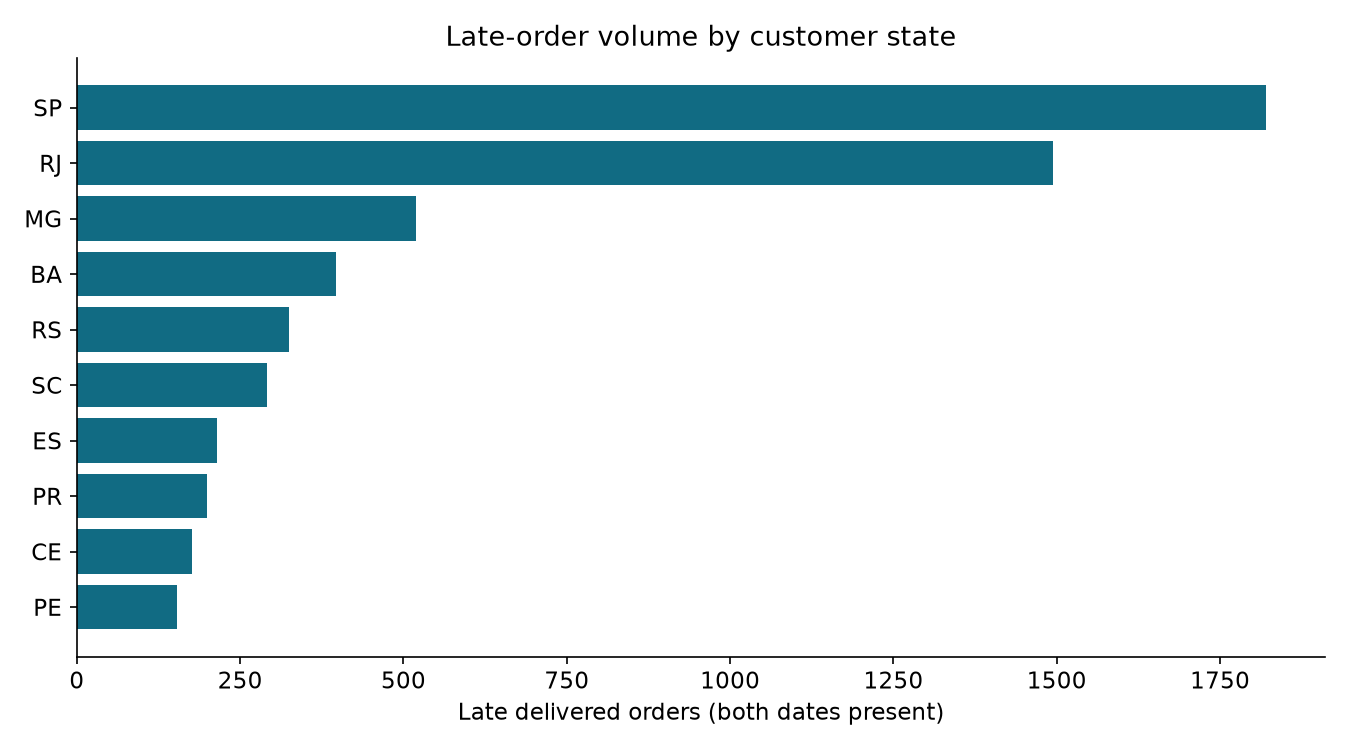 Late-order volume by customer state
SP
RJ
MG
BA
RS
SC
ES
PR
CE
PE
0 250 500 750 1000 1250 1500 1750
Late delivered orders (both dates present)